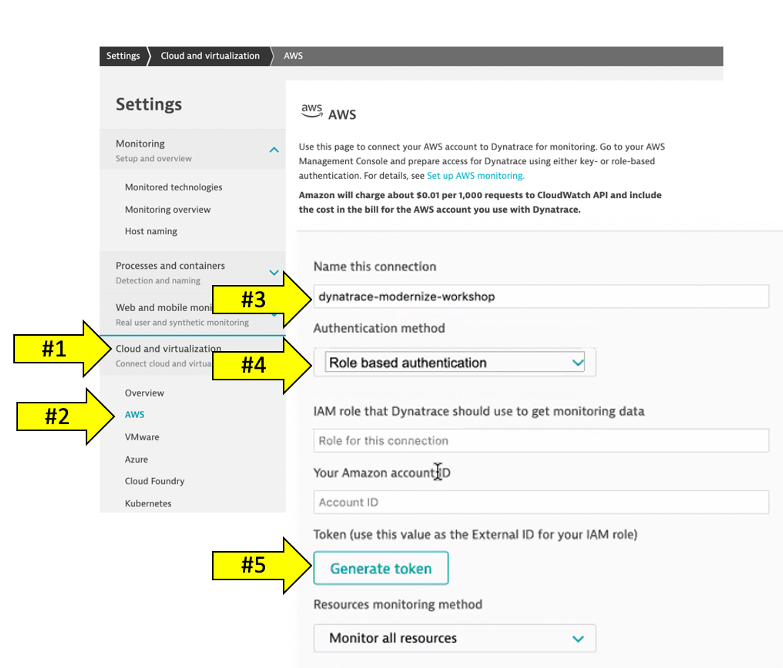 Settings
Cloud and virtualization
AWS
Settings
Monitoring
Setup and overview
Monitored technologies
Monitoring overview
Host naming
Processes and containers
Detection and naming
Web and mobile moni
Real user and synthetic monitoring
#1
Cloud and virtualization
Connect cloud and virtua
Overview
#2
AWS
VMware
Azure
Cloud Foundry
Kubernetes
aws
AWS
Use this page to connect your AWS account to Dynatrace for monitoring. Go to your AWS
Management Console and prepare access for Dynatrace using either key- or role-based
authentication. For details, see Set up AWS monitoring.
Amazon will charge about $0.01 per 1,000 requests to CloudWatch API and include
the cost in the bill for the AWS account you use with Dynatrace.
Name this connection
#3
dynatrace-modernize-workshop
Authentication method
#4
Role based authentication
IAM role that Dynatrace should use to get monitoring data
Role for this connection
Your Amazon account ID
Account ID
Token (use this value as the External ID for your IAM role)
#5
Generate token
Resources monitoring method
Monitor all resources